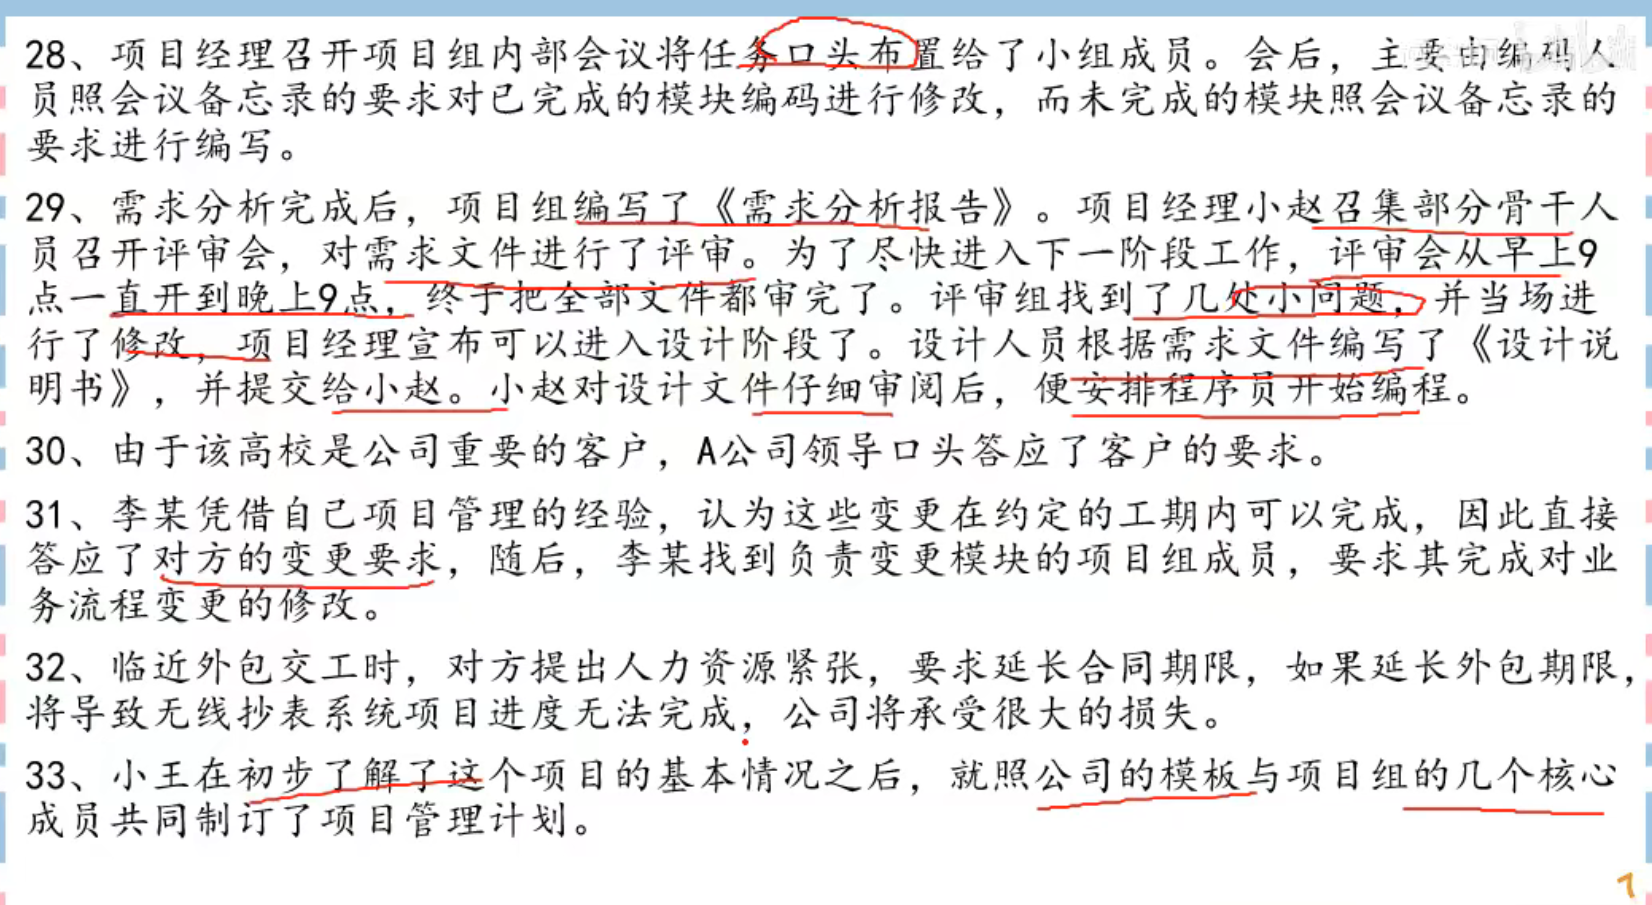 28、项目经理召开项目组内部会议将任务口头布置给了小组成员。会后，主要由编码人
员照会议备忘录的要求对已完成的模块编码进行修改，而未完成的模块照会议备忘录的
要求进行编写。
29、需求分析完成后，项目组编写了《需求分析报告》。项目经理小赵召集部分骨干人
员召开评审会，对需求文件进行了评审。为了尽快进入下一阶段工作，评审会从早上9
点一直开到晚上9点，终于把全部文件都审完了。评审组找到了几处小问题，并当场进
行了修改，项目经理宣布可以进入设计阶段了。设计人员根据需求文件编写了《设计说
明书》，并提交给小赵。小赵对设计文件仔细审阅后，便安排程序员开始编程。
30、由于该高校是公司重要的客户，A公司领导口头答应了客户的要求。
31、李某凭借自己项目管理的经验，认为这些变更在约定的工期内可以完成，因此直接
答应了对方的变更要求，随后，李某找到负责变更模块的项目组成员，要求其完成对业
务流程变更的修改。
32、临近外包交工时，对方提出人力资源紧张，要求延长合同期限，如果延长外包期限，
将导致无线抄表系统项目进度无法完成，公司将承受很大的损失。
33、小王在初步了解了这个项目的基本情况之后，就照公司的模板与项目组的几个核心
成员共同制订了项目管理计划。
7